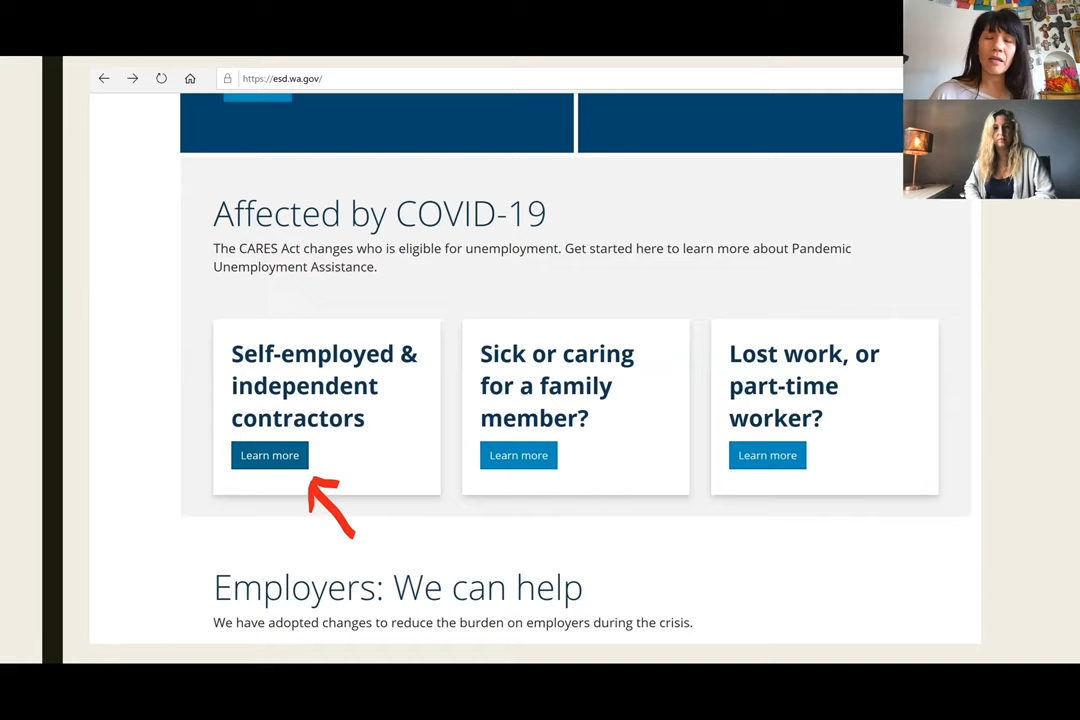 https://esd.wa.gov/
Affected by COVID-19
The CARES Act changes who is eligible for unemployment. Get started here to learn more about Pandemic
Unemployment Assistance.
Self-employed &
independent
contractors
Learn more
Sick or caring
for a family
member?
Learn more
Lost work, or
part-time
worker?
Learn more
Employers: We can help
We have adopted changes to reduce the burden on employers during the crisis.